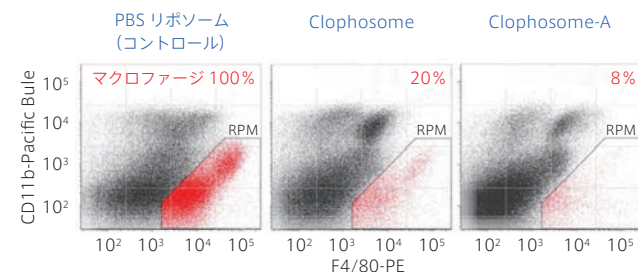 PBS リポソーム
（コントロール）
Clophosome
Clophosome-A
マクロファージ 100%
20%
8%
RPM
RPM
RPM
CD11b-Pacific Bule
10⁵
10⁴
10³
10²
10² 10³ 10⁴ 10⁵
10² 10³ 10⁴ 10⁵
10² 10³ 10⁴ 10⁵
F4/80-PE